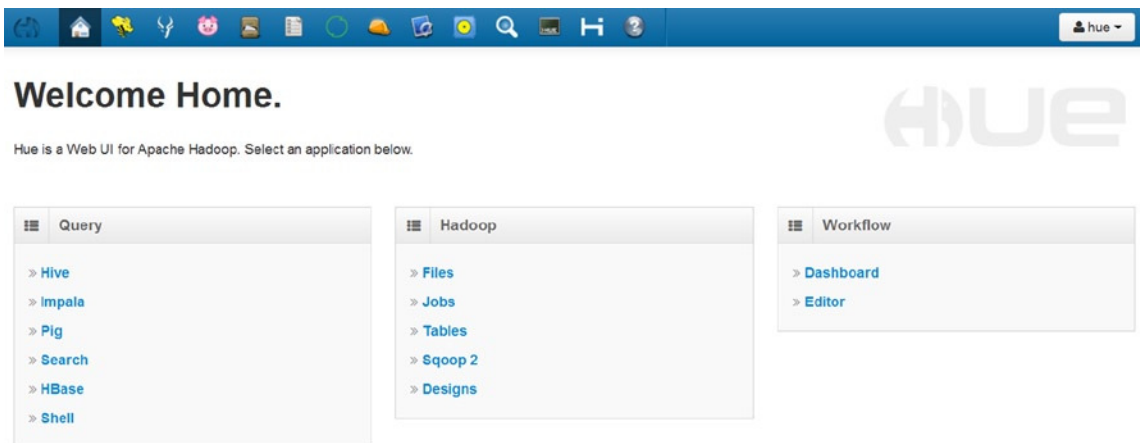 hue
Welcome Home.
HUE
Hue is a Web UI for Apache Hadoop. Select an application below.
Query
» Hive
» Impala
» Pig
» Search
» HBase
» Shell
Hadoop
» Files
» Jobs
» Tables
» Sqoop 2
» Designs
Workflow
» Dashboard
» Editor